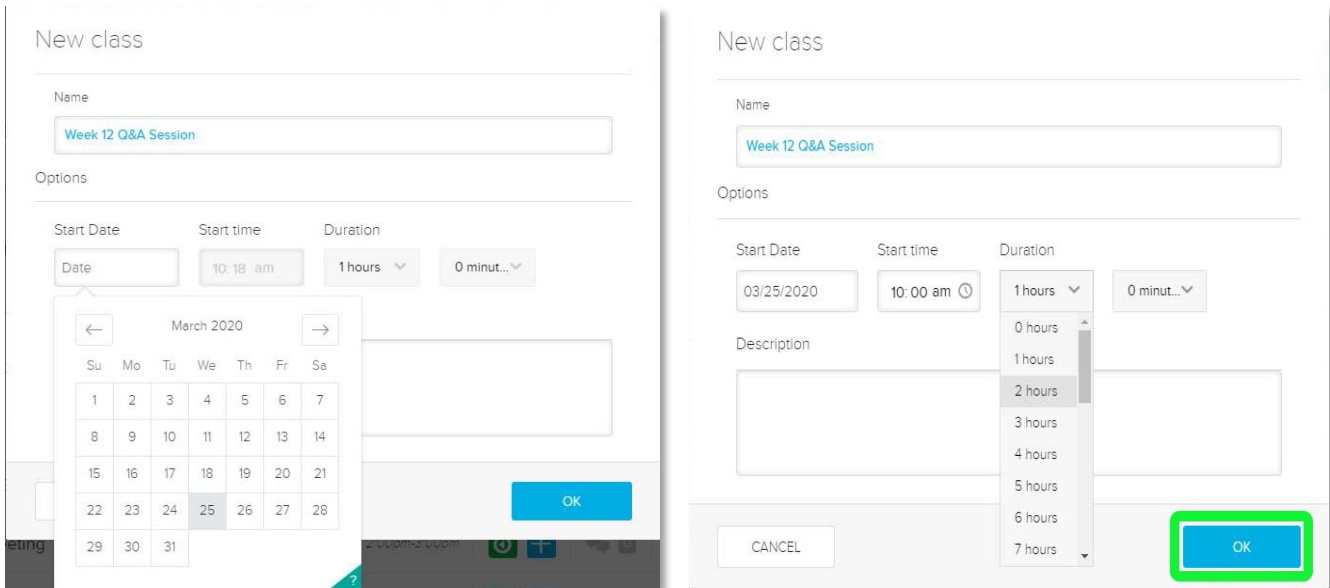 New class
Name
Week 12 Q&A Session
Options
Start Date Start time Duration
Date 10:18 am 1 hours 0 minut...
March 2020
Su Mo Tu We Th Fr Sa
1 2 3 4 5 6 7
8 9 10 11 12 13 14
15 16 17 18 19 20 21
22 23 24 25 26 27 28
29 30 31
OK
eting 2:00pm-3:00pm
?
New class
Name
Week 12 Q&A Session
Options
Start Date Start time Duration
03/25/2020 10:00 am 1 hours 0 minut...
0 hours
Description
1 hours
2 hours
3 hours
4 hours
5 hours
6 hours
7 hours
CANCEL OK